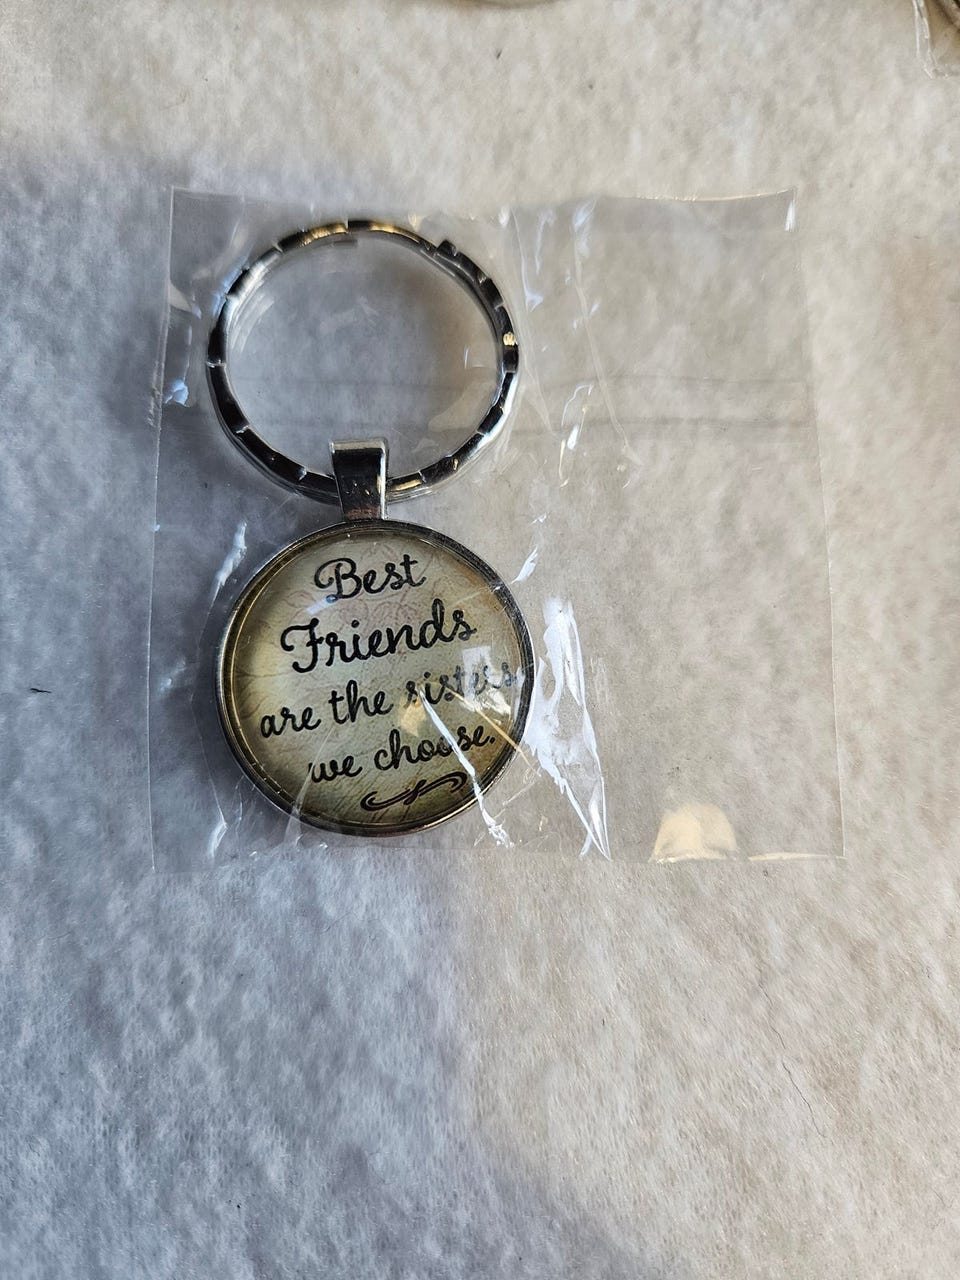 Best
Friends
are the sisters
we choose.